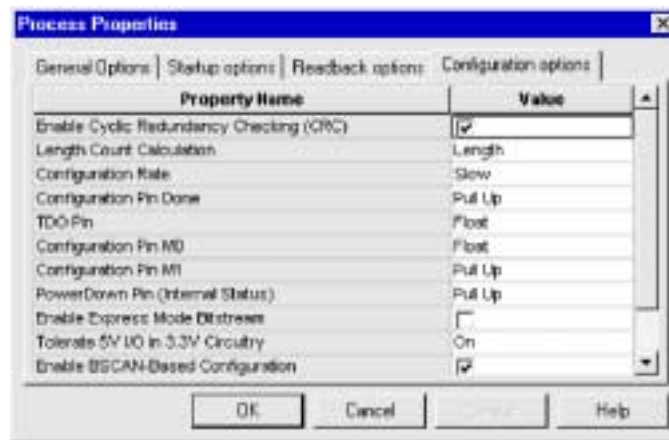 Process Properties
General Options Startup options Readback options Configuration options
Property Name Value
Enable Cyclic Redundancy Checking (CRC)
Length Count Calculation Length
Configuration Rate Slow
Configuration Pin Done Pull Up
TDO Pin Float
Configuration Pin M0 Float
Configuration Pin M1 Pull Up
PowerDown Pin (Internal Status) Pull Up
Enable Express Mode Bitstream
Tolerate 5V I/O in 3.3V Circuitry On
Enable BSCAN-Based Configuration
OK Cancel Help